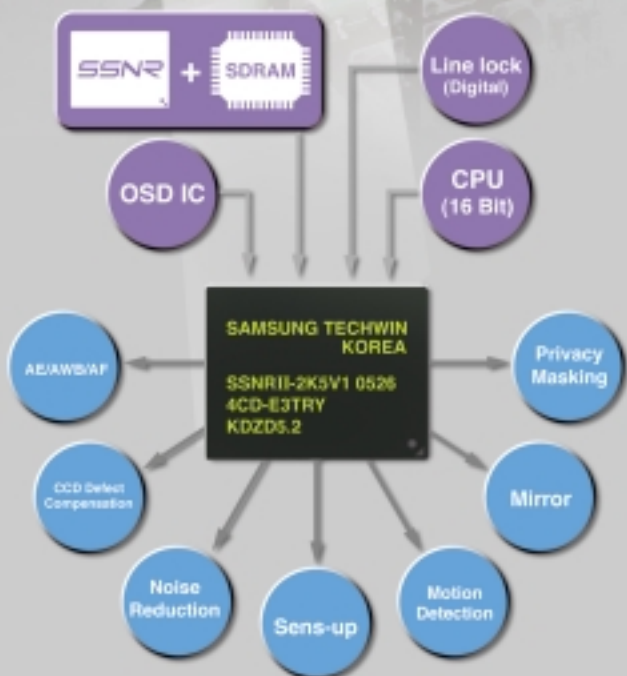 SSNR + SDRAM
Line lock
(Digital)
OSD IC
CPU
(16 Bit)
SAMSUNG TECHWIN
KOREA
SSNRII-2K5V1 0526
4CD-E3TRY
KDZD5.2
AE/AWB/AF
Privacy
Masking
CCD Defect
Compensation
Mirror
Noise
Reduction
Sens-up
Motion
Detection